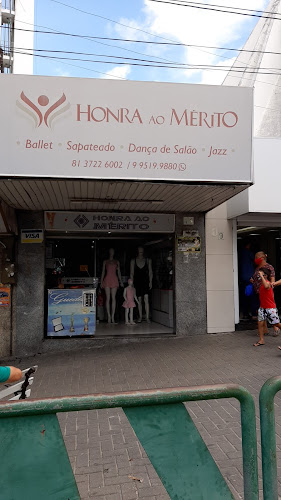 HONRA AO MÉRITO
• Ballet • Sapateado • Dança de Salão • Jazz •
81 3722 6002 / 9 9519.9880
HONRA AO
MÉRITO
VISA